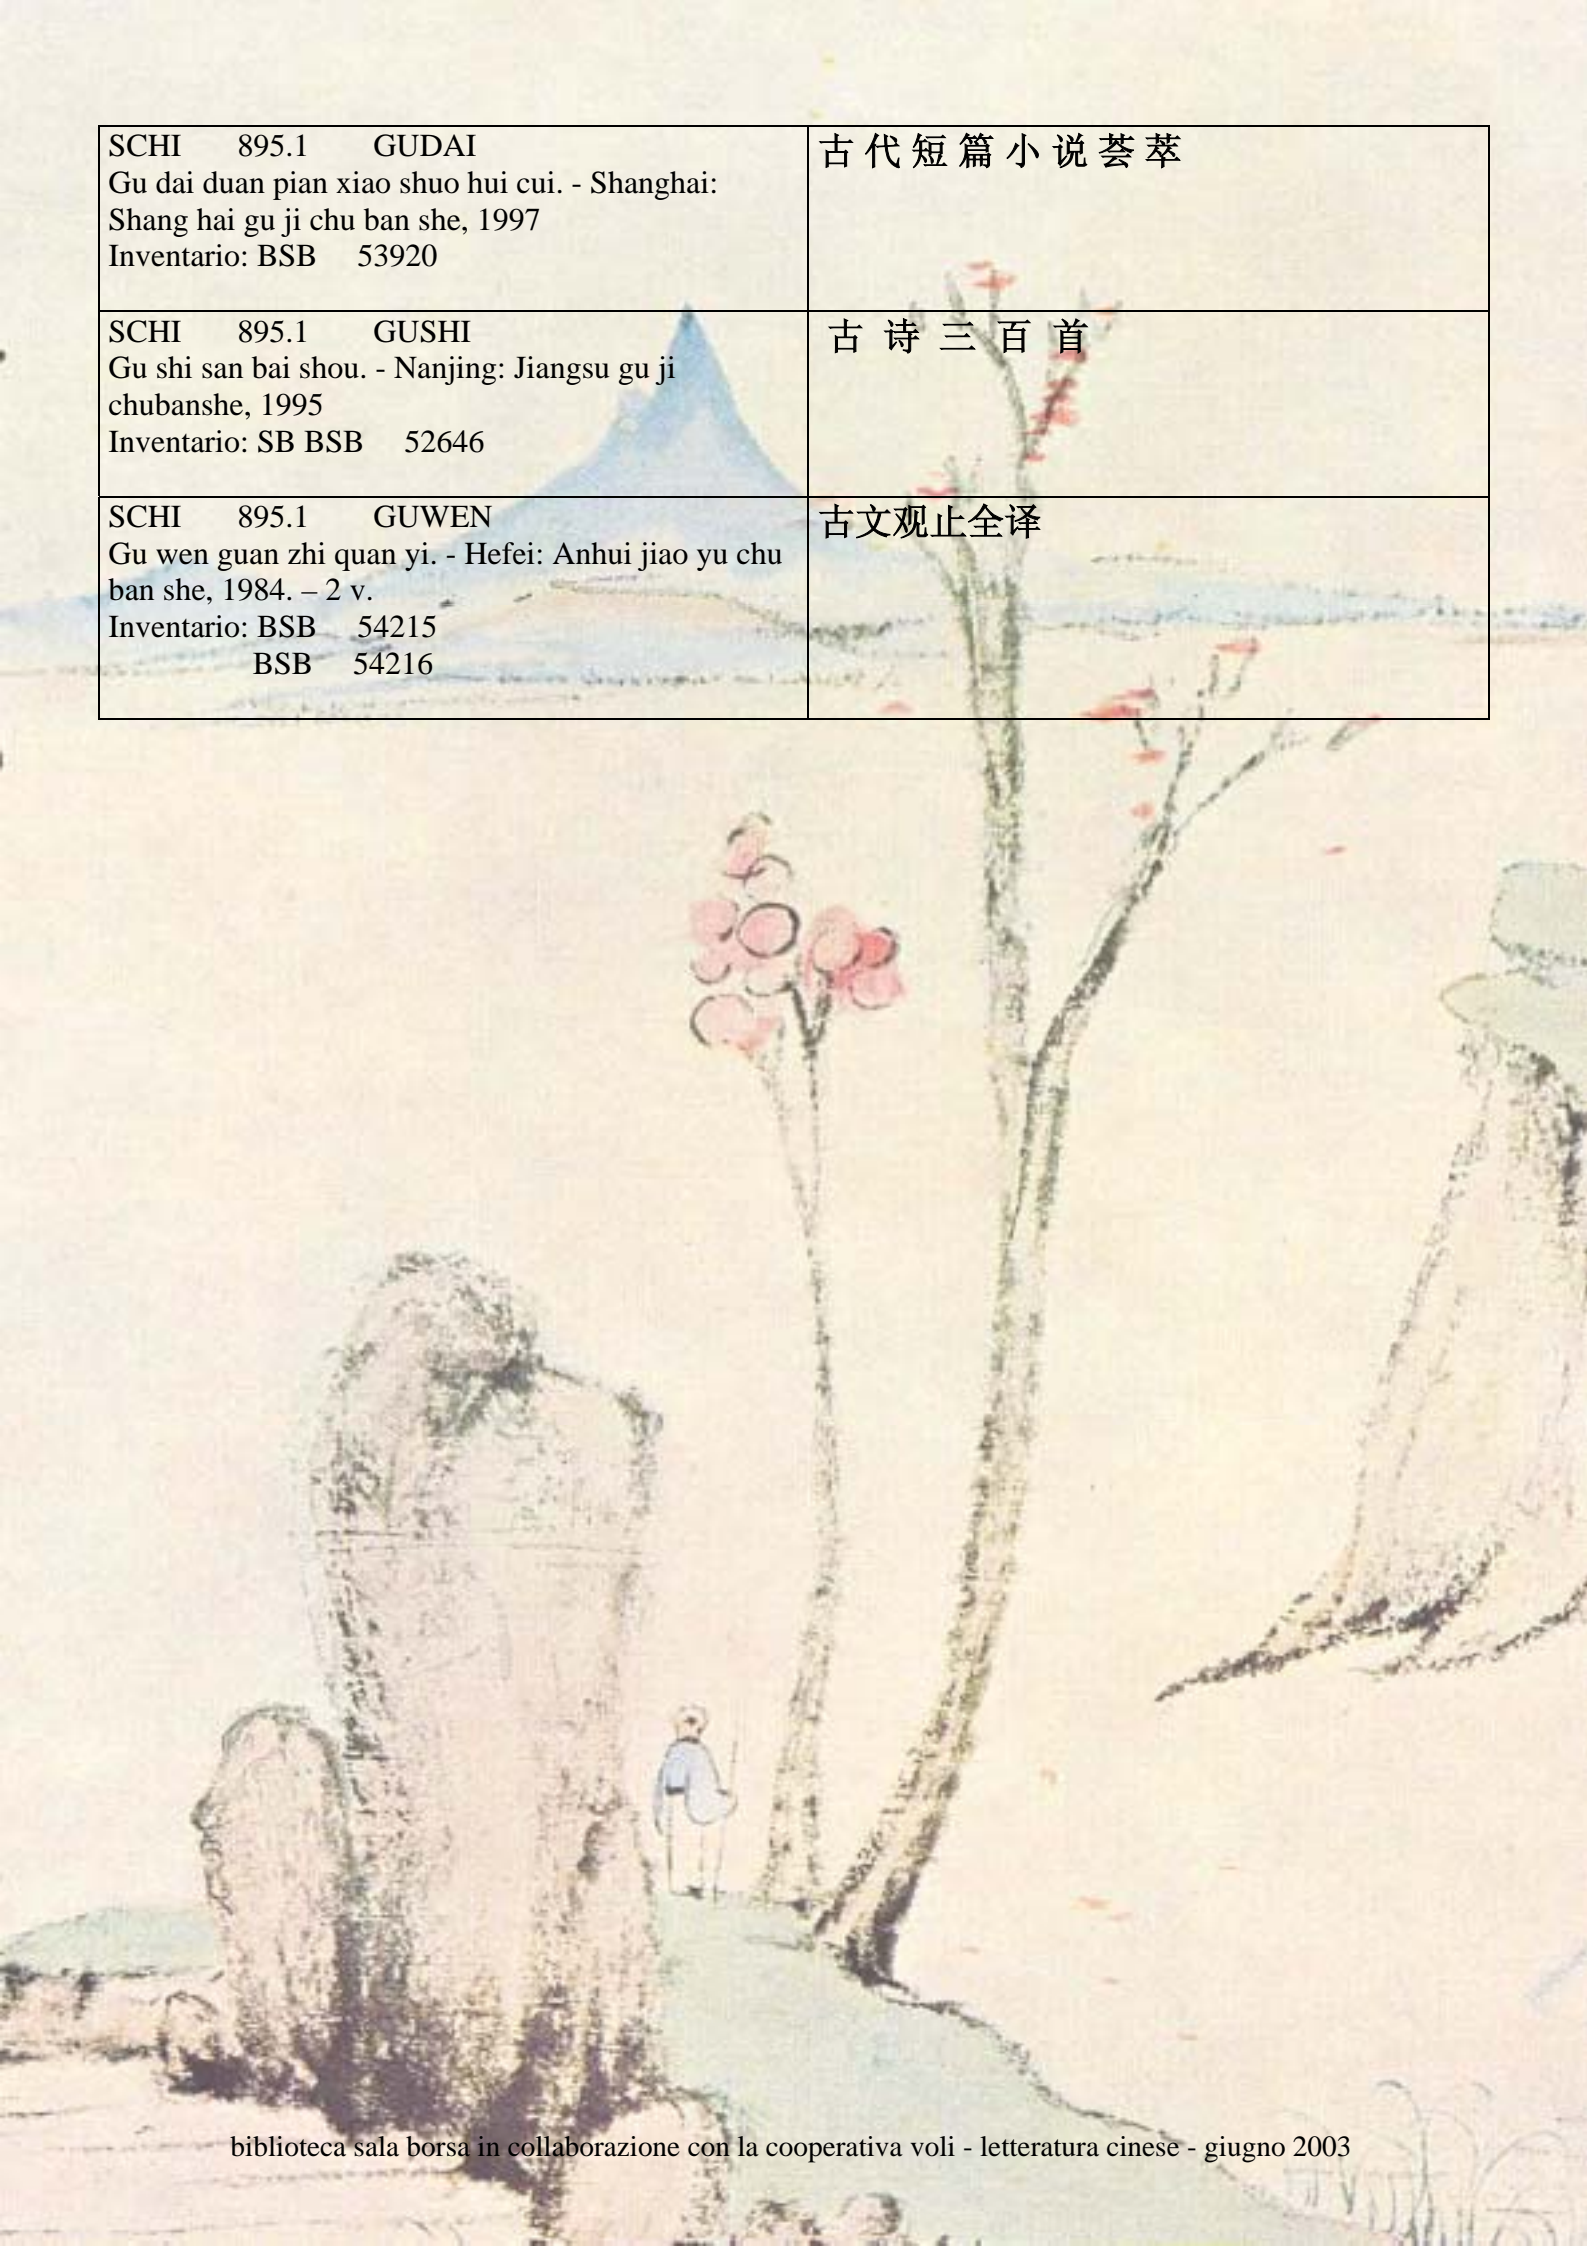 SCHI 895.1 GUDAI
Gu dai duan pian xiao shuo hui cui. - Shanghai:
Shang hai gu ji chu ban she, 1997
Inventario: BSB 53920
古代短篇小说荟萃
SCHI 895.1 GUSHI
Gu shi san bai shou. - Nanjing: Jiangsu gu ji
chubanshe, 1995
Inventario: SB BSB 52646
古诗三百首
SCHI 895.1 GUWEN
Gu wen guan zhi quan yi. - Hefei: Anhui jiao yu chu
ban she, 1984. – 2 v.
Inventario: BSB 54215
BSB 54216
古文观止全译
biblioteca sala borsa in collaborazione con la cooperativa voli - letteratura cinese - giugno 2003